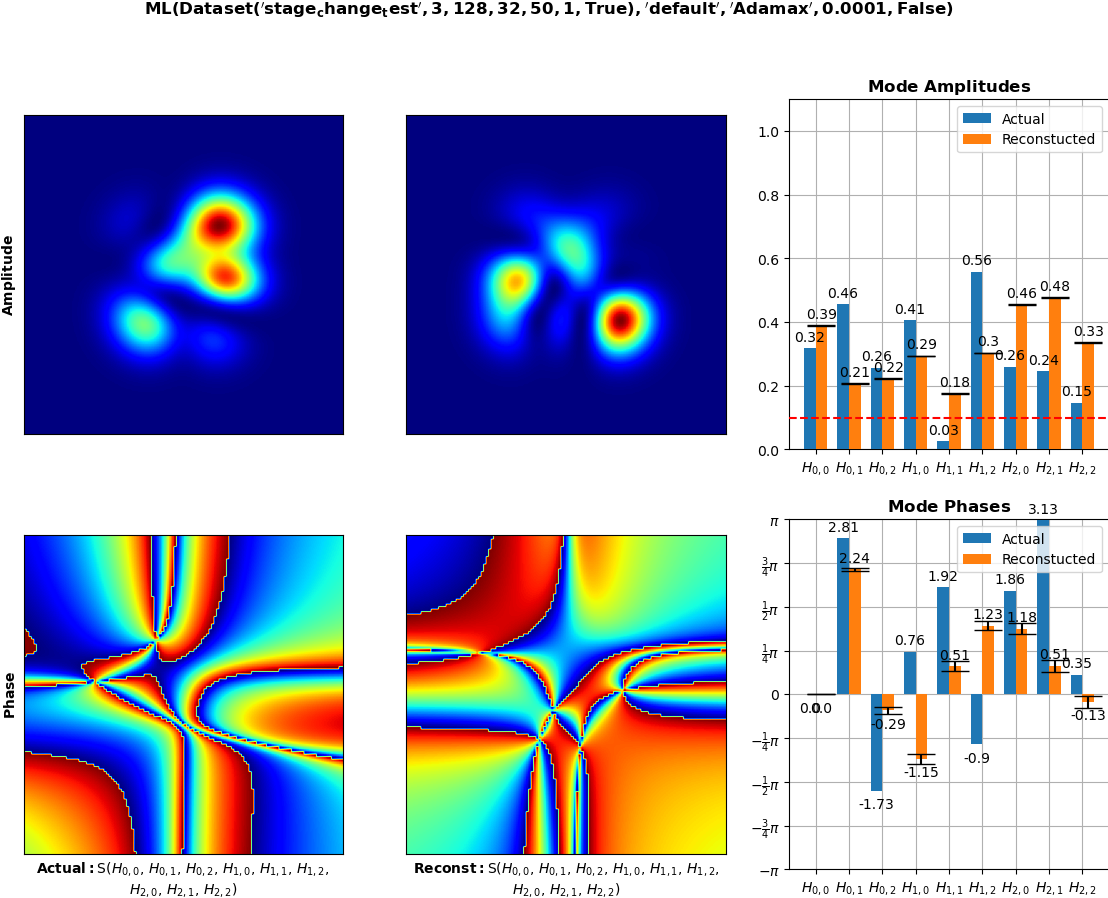 ML(Dataset('stage_change_test', 3, 128, 32, 50, 1, True), 'default', 'Adamax', 0.0001, False)
Amplitude
Mode Amplitudes
Actual
Reconstucted
1.0
0.8
0.6
0.4
0.2
0.0
0.32
0.39
0.46
0.21
0.26
0.22
0.41
0.29
0.03
0.18
0.56
0.3
0.26
0.46
0.24
0.48
0.15
0.33
H0,0 H0,1 H0,2 H1,0 H1,1 H1,2 H2,0 H2,1 H2,2
Phase
Mode Phases
Actual
Reconstucted
π
3/4π
1/2π
1/4π
0
−1/4π
−1/2π
−3/4π
−π
0.0
0.0
2.81
2.24
-1.73
-0.29
0.76
-1.15
1.92
0.51
-0.9
1.23
1.86
1.18
3.13
0.51
0.35
-0.13
H0,0 H0,1 H0,2 H1,0 H1,1 H1,2 H2,0 H2,1 H2,2
Actual: S(H0,0, H0,1, H0,2, H1,0, H1,1, H1,2,
H2,0, H2,1, H2,2)
Reconst: S(H0,0, H0,1, H0,2, H1,0, H1,1, H1,2,
H2,0, H2,1, H2,2)